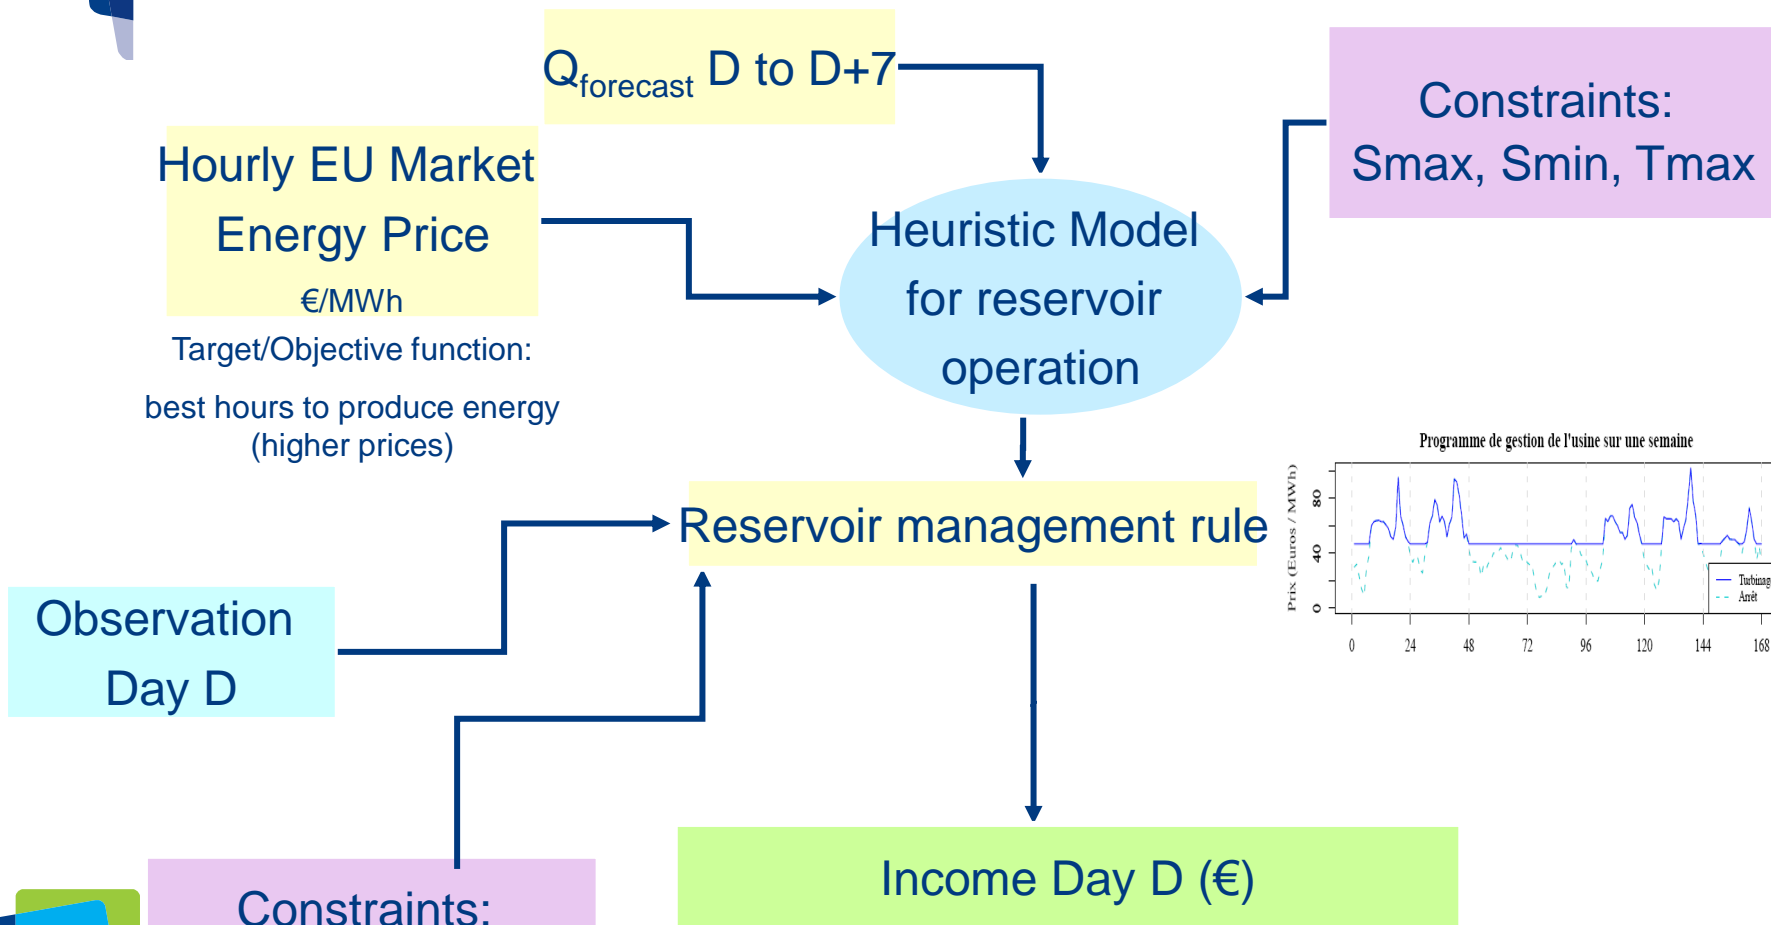 Q_forecast D to D+7
Constraints:
Smax, Smin, Tmax
Hourly EU Market
Energy Price
€/MWh
Target/Objective function:
best hours to produce energy
(higher prices)
Heuristic Model
for reservoir
operation
Programme de gestion de l'usine sur une semaine
Prix (Euros / MWh)
80
40
0
0 24 48 72 96 120 144 168
Turbinage
Arrêt
Reservoir management rule
Observation
Day D
Income Day D (€)
Constraints: